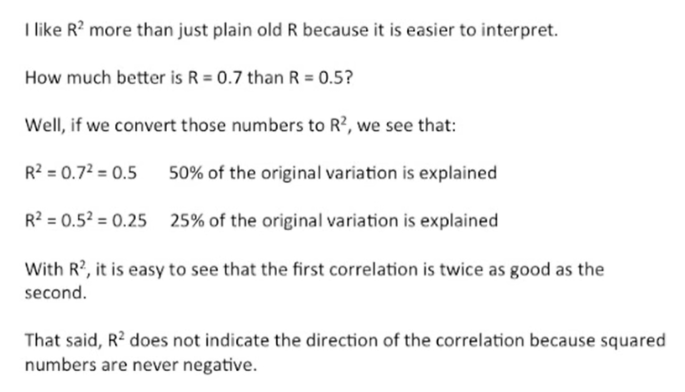 I like R² more than just plain old R because it is easier to interpret.
How much better is R = 0.7 than R = 0.5?
Well, if we convert those numbers to R², we see that:
R² = 0.7² = 0.5 50% of the original variation is explained
R² = 0.5² = 0.25 25% of the original variation is explained
With R², it is easy to see that the first correlation is twice as good as the
second.
That said, R² does not indicate the direction of the correlation because squared
numbers are never negative.